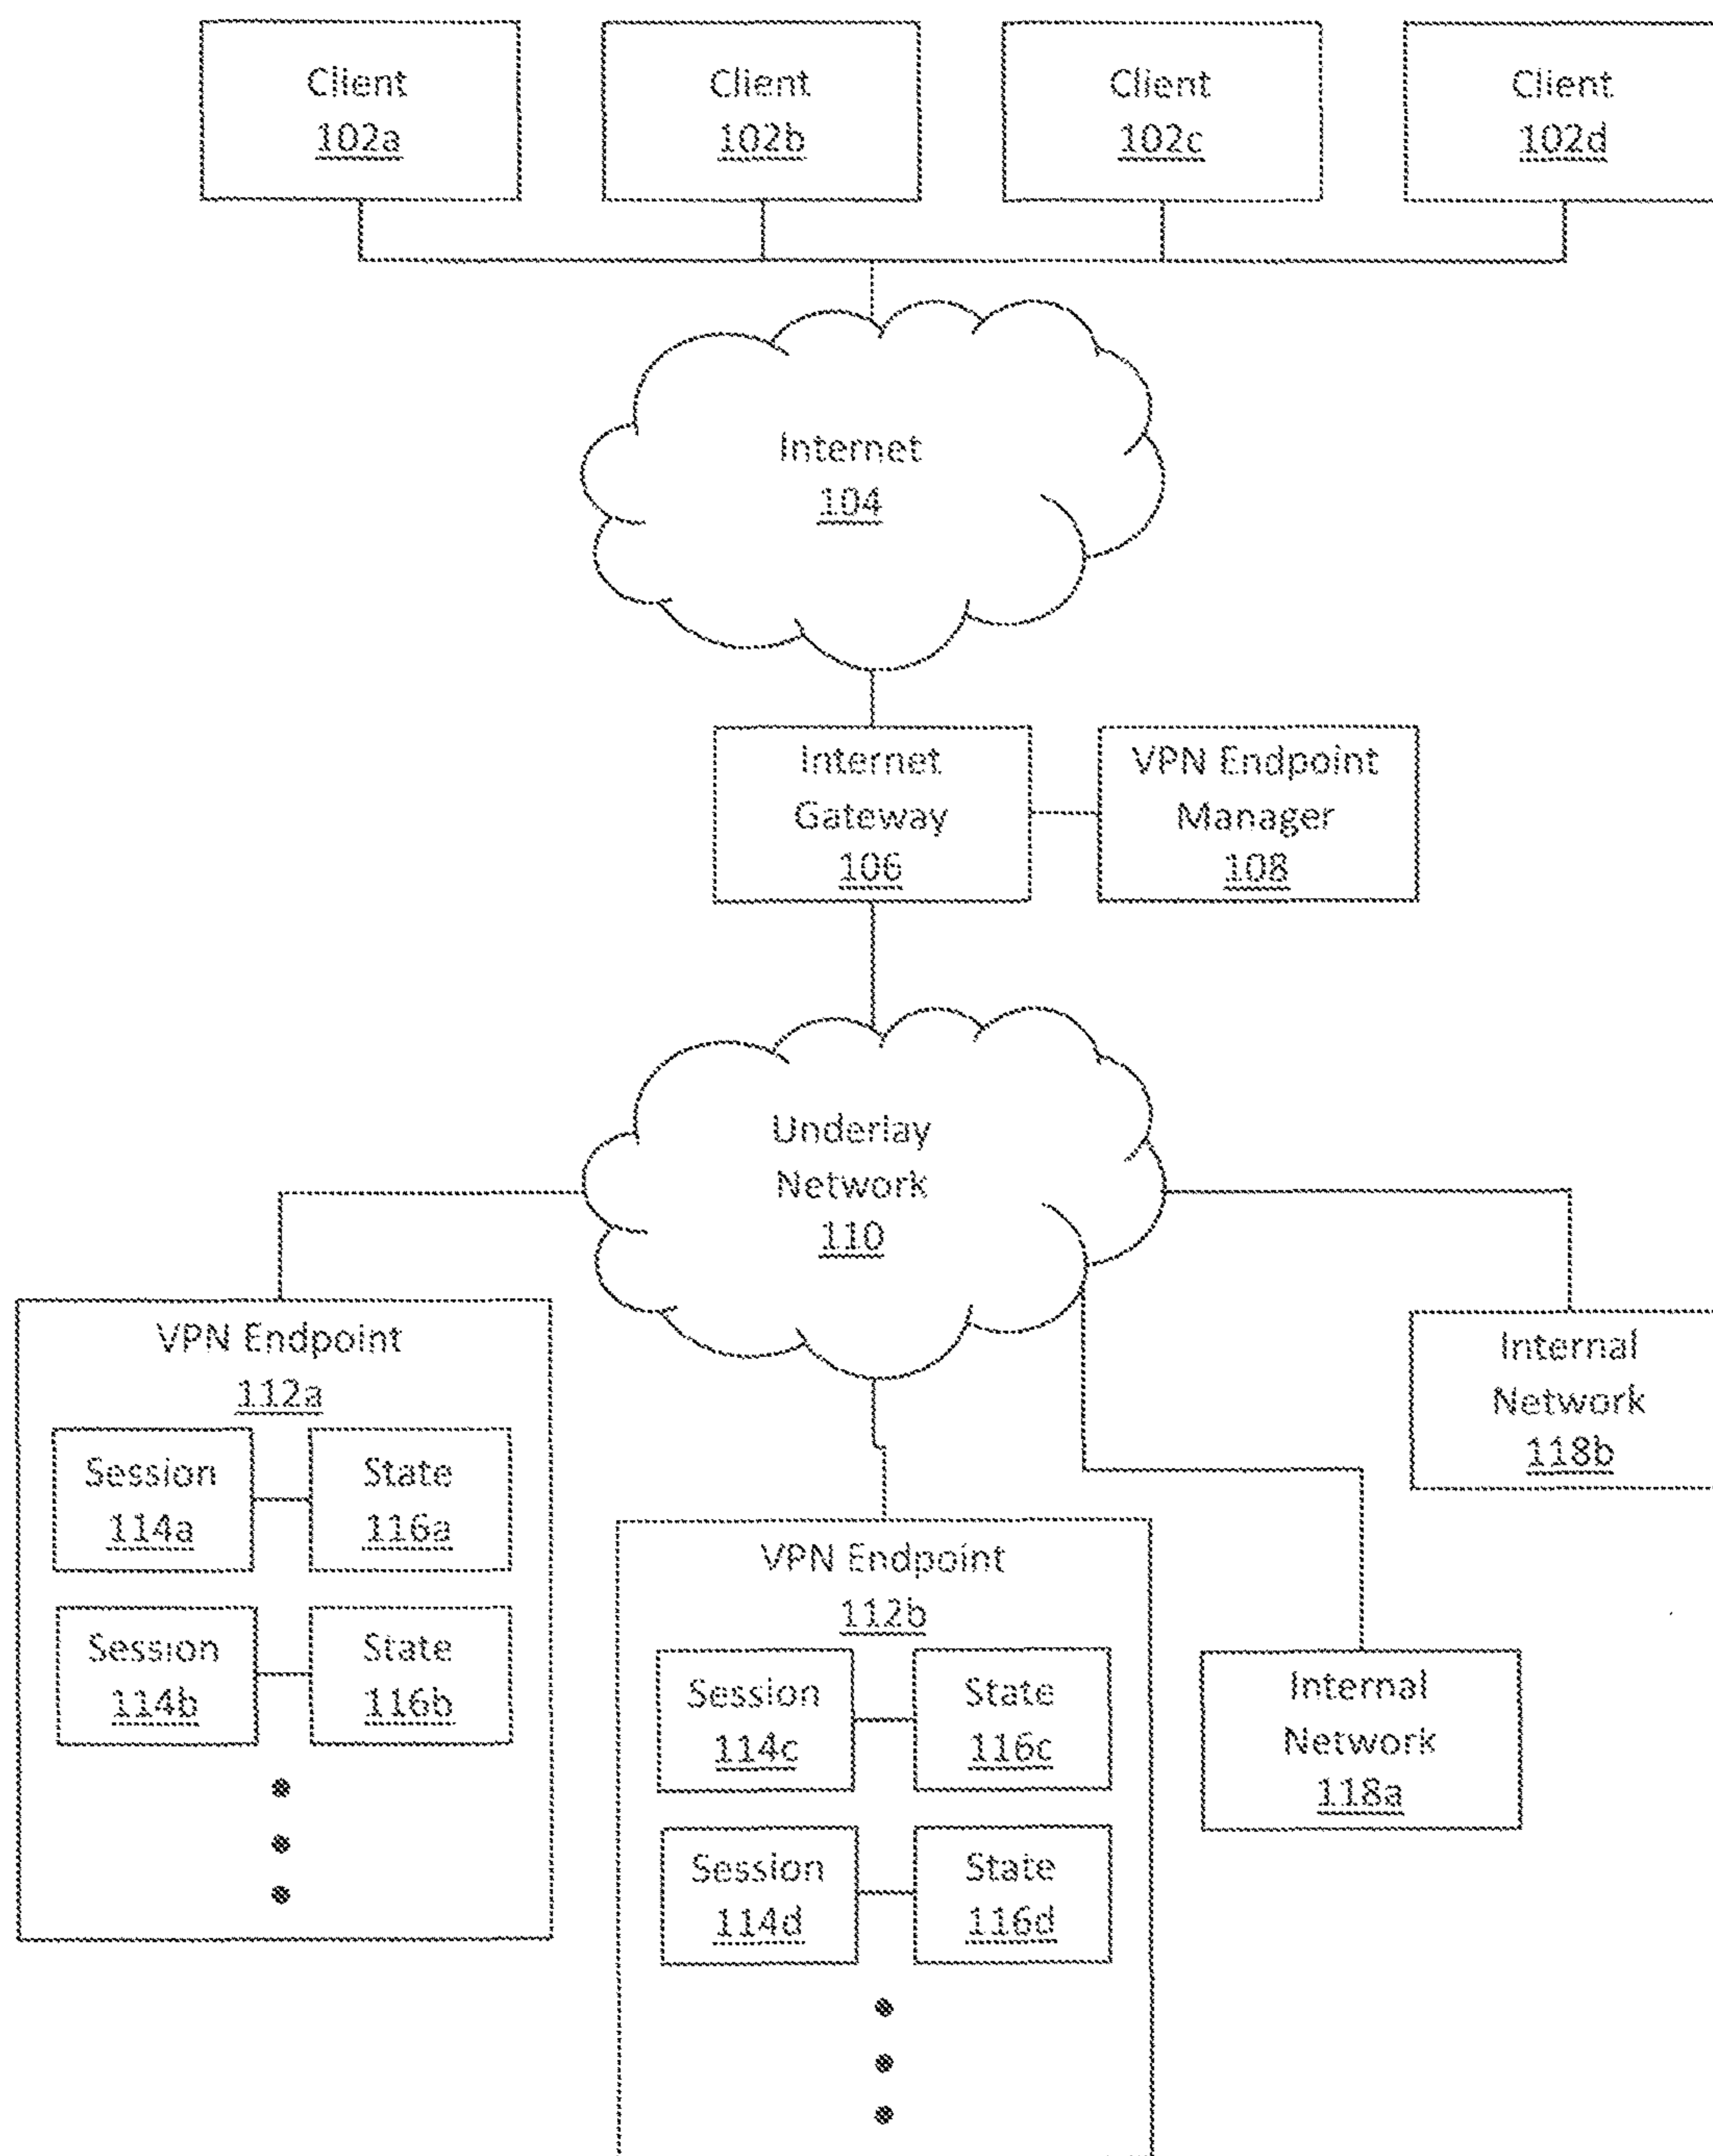 Client
102a
Client
102b
Client
102c
Client
102d
Internet
104
Internet
Gateway
106
VPN Endpoint
Manager
108
Underlay
Network
110
VPN Endpoint
112a
Session
114a
State
116a
Session
114b
State
116b
VPN Endpoint
112b
Session
114c
State
116c
Session
114d
State
116d
Internal
Network
118b
Internal
Network
118a